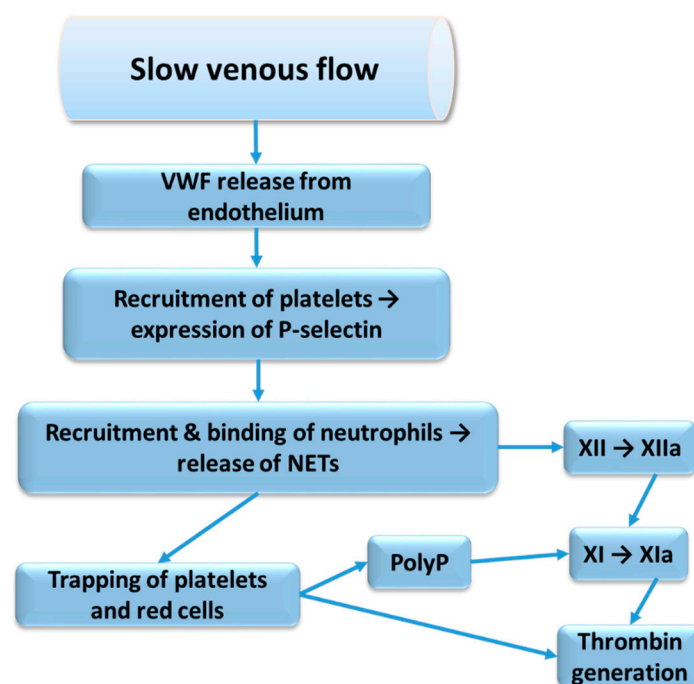 Slow venous flow
VWF release from
endothelium
Recruitment of platelets →
expression of P-selectin
Recruitment & binding of neutrophils →
release of NETs
XII → XIIa
PolyP
XI → XIa
Trapping of platelets
and red cells
Thrombin
generation